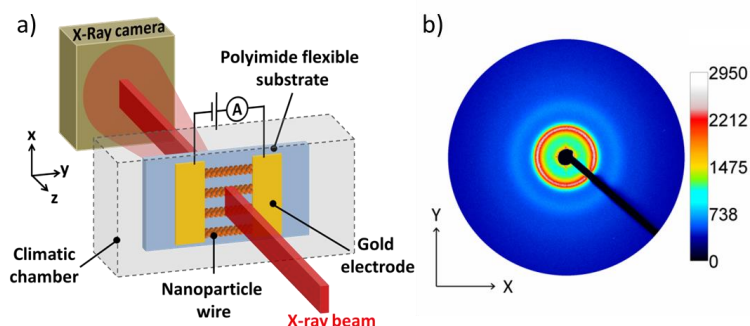 a)
X-Ray camera
Polyimide flexible
substrate
A
x
y
z
Climatic
chamber
Nanoparticle
wire
Gold
electrode
X-ray beam
b)
2950
2212
1475
738
0
Y
X